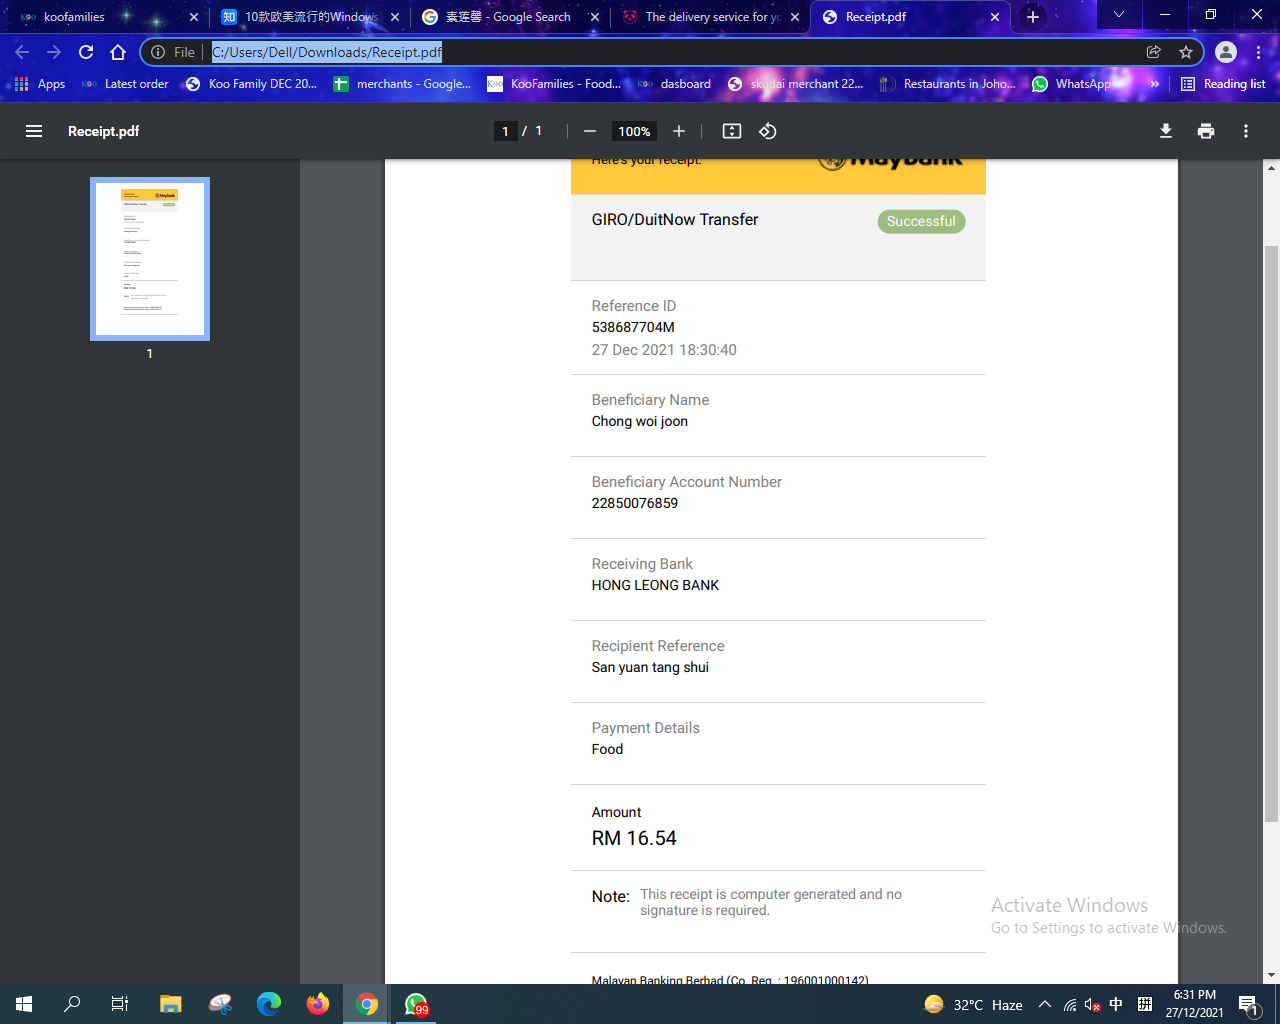 koofamilies
10款欧美流行的Windows
素莲馨 - Google Search
The delivery service for yo
Receipt.pdf
File
C:/Users/Dell/Downloads/Receipt.pdf
Apps
Koo Latest order
Koo Family DEC 20...
merchants - Google...
Koo KooFamilies - Food...
Koo dasboard
skudai merchant 22...
Restaurants in Joho...
WhatsApp
»
Reading list
Receipt.pdf
1 / 1
100%
1
Here's your receipt.
Maybank
GIRO/DuitNow Transfer
Successful
Reference ID
538687704M
27 Dec 2021 18:30:40
Beneficiary Name
Chong woi joon
Beneficiary Account Number
22850076859
Receiving Bank
HONG LEONG BANK
Recipient Reference
San yuan tang shui
Payment Details
Food
Amount
RM 16.54
Note: This receipt is computer generated and no
signature is required.
Malayan Banking Berhad (Co. Reg. : 196001000142)
Activate Windows
Go to Settings to activate Windows.
99
32°C Haze
中
拼
6:31 PM
27/12/2021
1